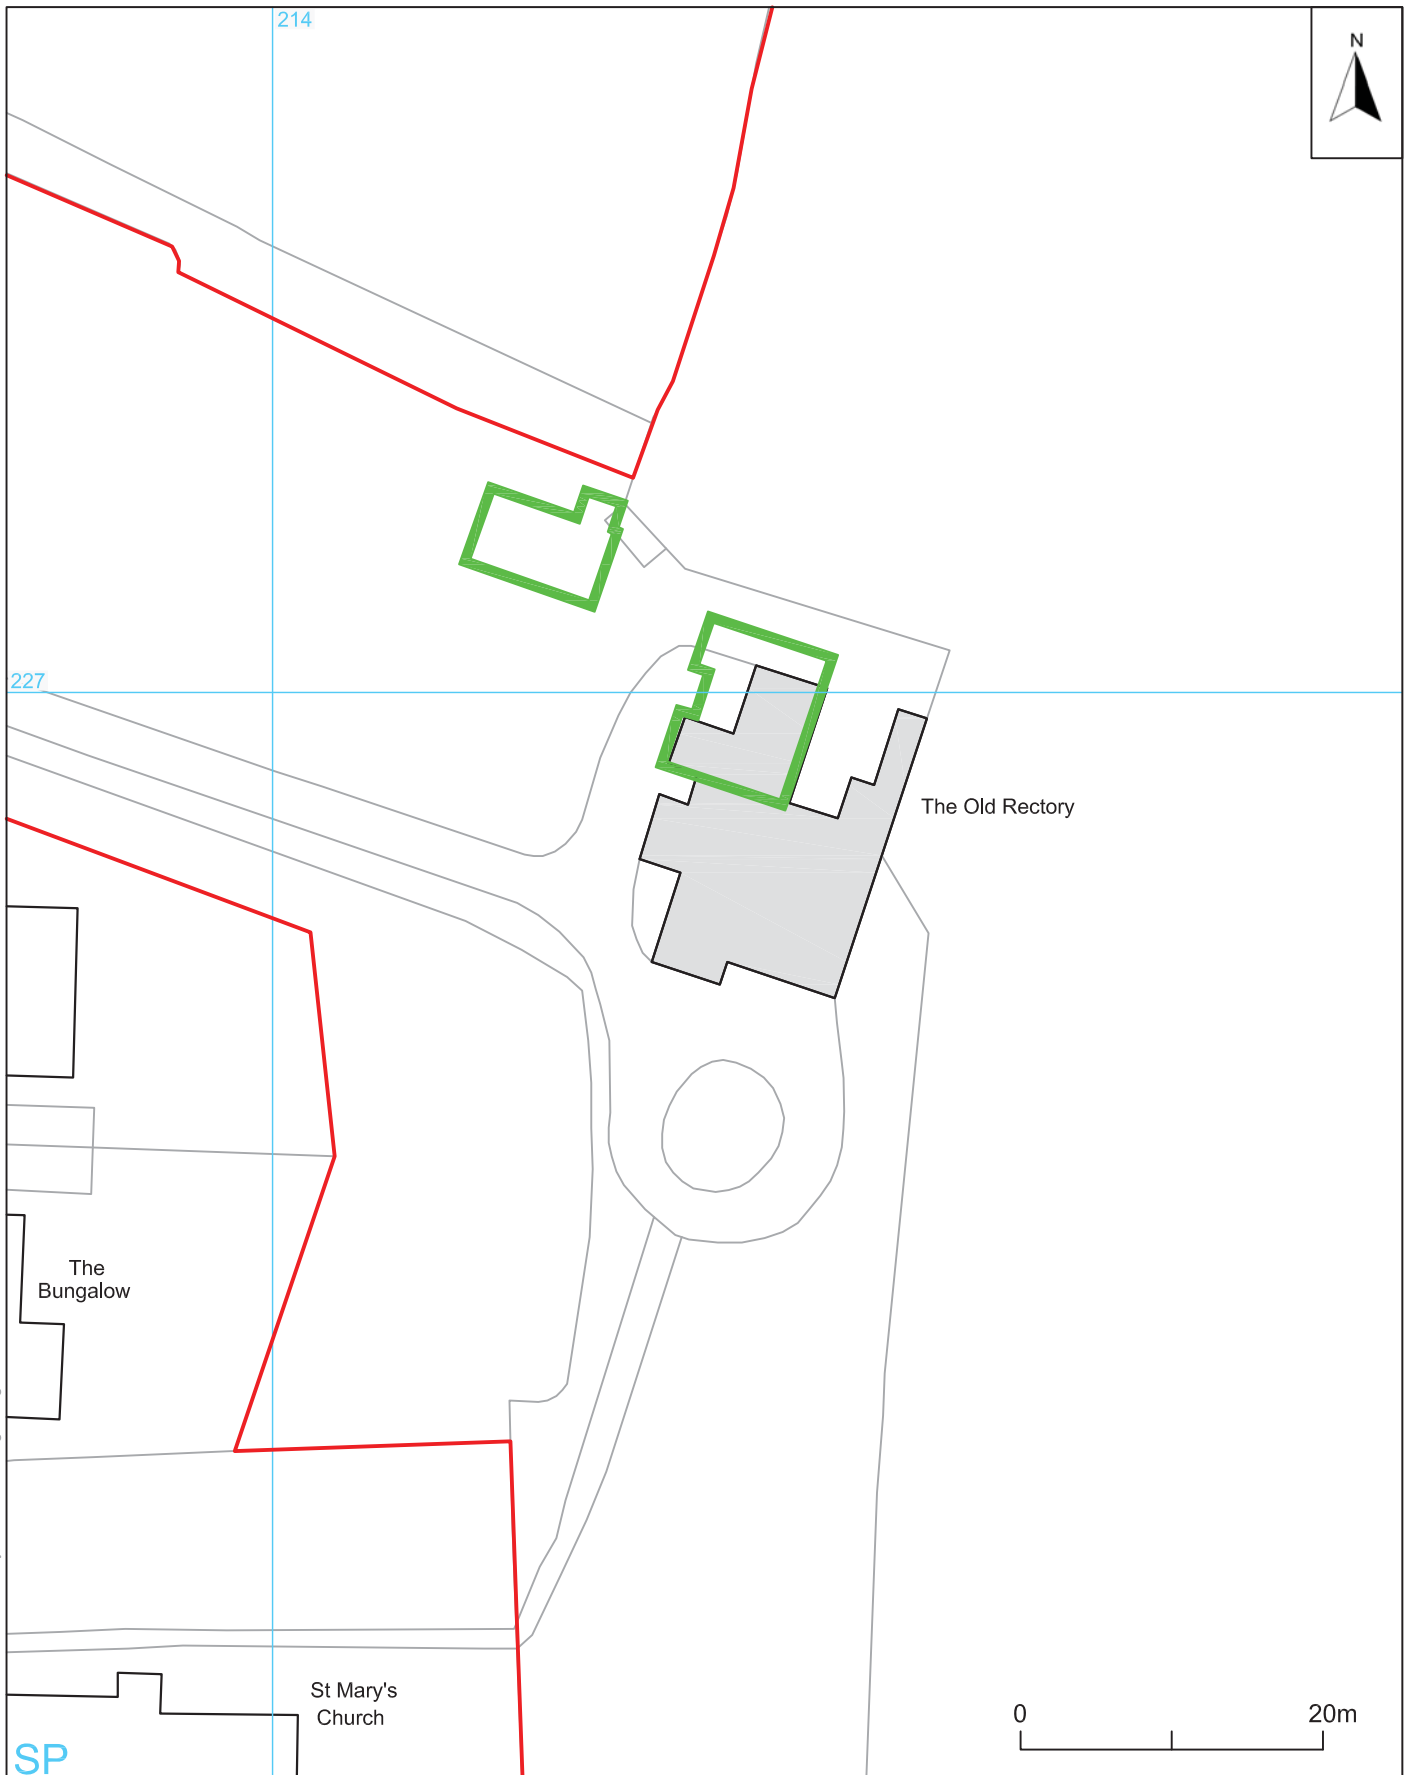 214
N
227
The Old Rectory
The
Bungalow
St Mary's
Church
0 20m
SP